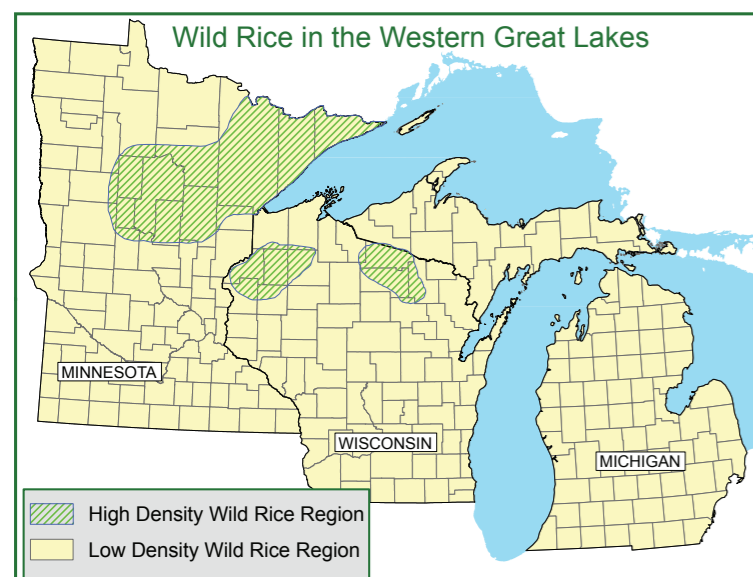 Wild Rice in the Western Great Lakes
MINNESOTA
WISCONSIN
MICHIGAN
High Density Wild Rice Region
Low Density Wild Rice Region